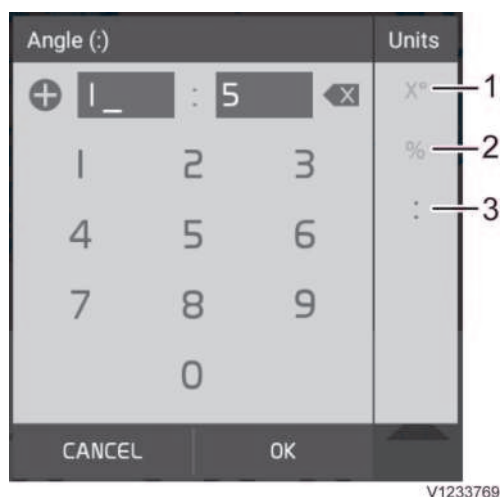 Angle (:) Units
1_ : 5 X° 1
1 2 3 % 2
4 5 6 : 3
7 8 9
0
CANCEL OK
V1233769